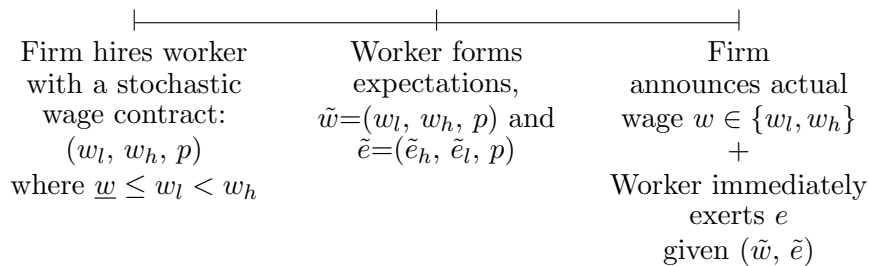 Firm hires worker
with a stochastic
wage contract:
(w_l, w_h, p)
where w̲ ≤ w_l < w_h
Worker forms
expectations,
w̃=(w_l, w_h, p) and
ẽ=(ẽ_h, ẽ_l, p)
Firm
announces actual
wage w ∈ {w_l, w_h}
+
Worker immediately
exerts e
given (w̃, ẽ)